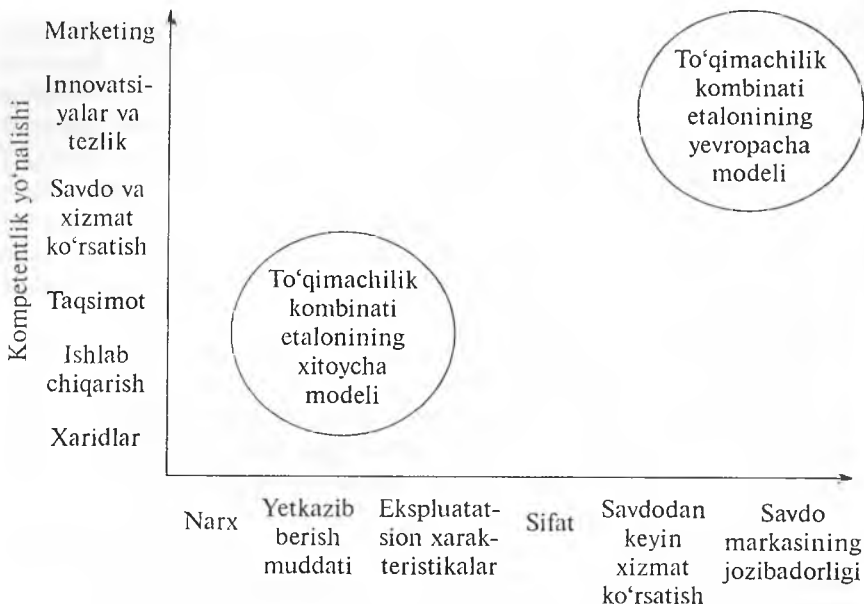 Kompetentlik yo‘nalishi
Marketing
Innovatsi-
yalar va
tezlik
Savdo va
xizmat
ko‘rsatish
Taqsimot
Ishlab
chiqarish
Xaridlar
To‘qimachilik
kombinati
etalonining
yevropacha
modeli
To‘qimachilik
kombinati
etalonining
xitoycha
modeli
Narx
Yetkazib
berish
muddati
Ekspluatat-
sion xarak-
teristikalar
Sifat
Savdodan
keyin
xizmat
ko‘rsatish
Savdo
markasining
jozibadorligi